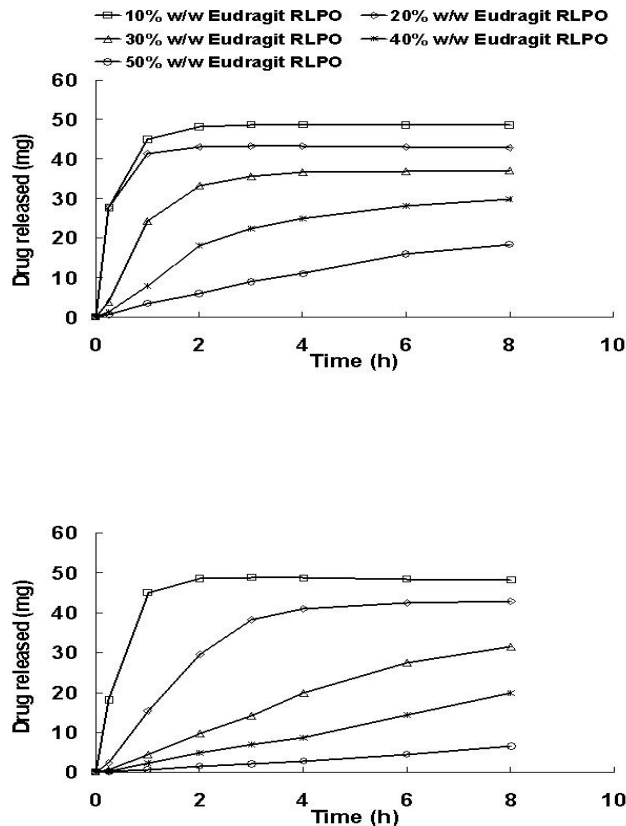 10% w/w Eudragit RLPO 20% w/w Eudragit RLPO
30% w/w Eudragit RLPO 40% w/w Eudragit RLPO
50% w/w Eudragit RLPO
60
50
40
30
20
10
0
Drug released (mg)
0 2 4 6 8 10
Time (h)
60
50
40
30
20
10
0
Drug released (mg)
0 2 4 6 8 10
Time (h)